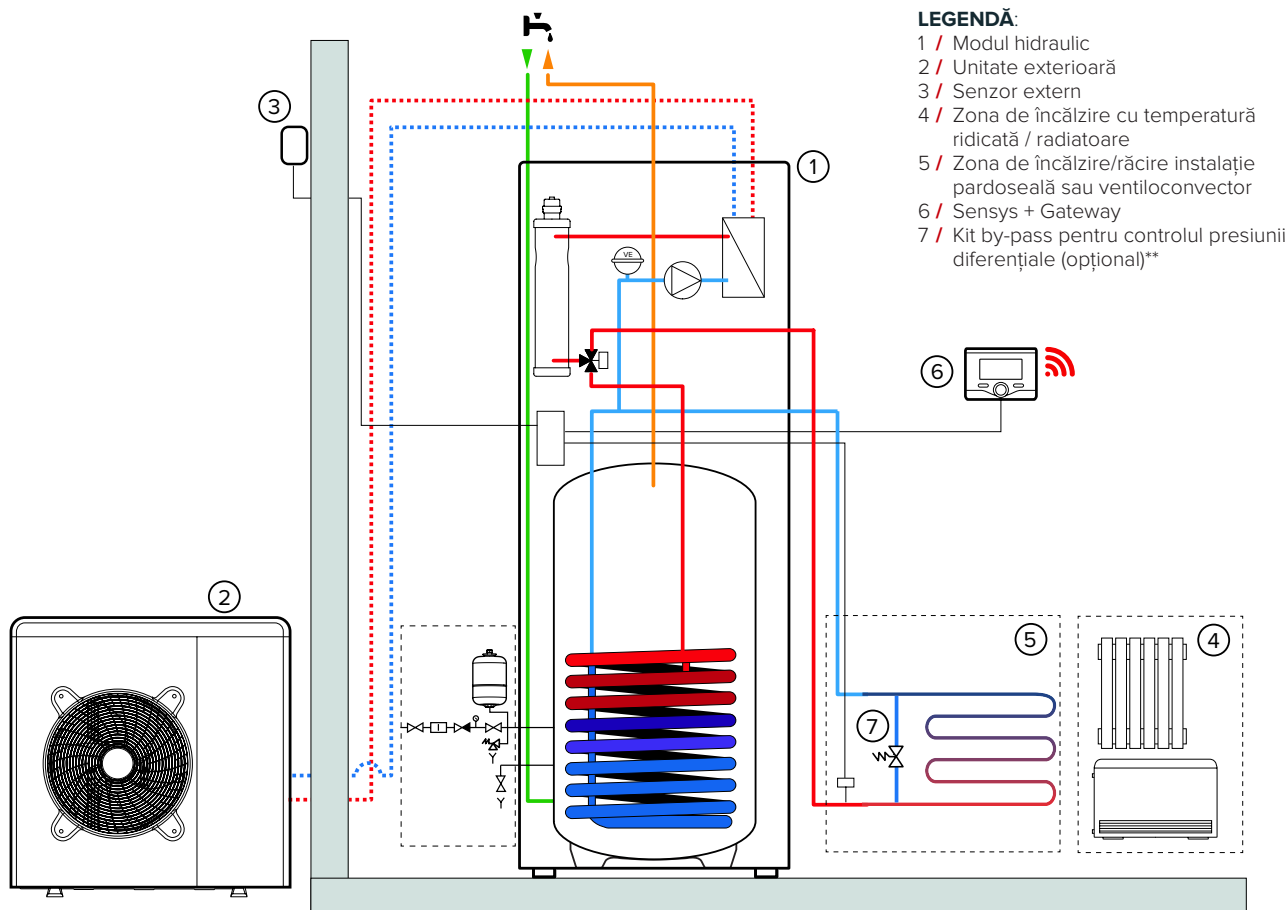 LEGENDĂ:
1 / Modul hidraulic
2 / Unitate exterioară
3 / Senzor extern
4 / Zona de încălzire cu temperatură
ridicată / radiatoare
5 / Zona de încălzire/răcire instalație
pardoseală sau ventiloconvector
6 / Sensys + Gateway
7 / Kit by-pass pentru controlul presiunii
diferențiale (opțional)**
3
1
VE
6
2
5
4
7